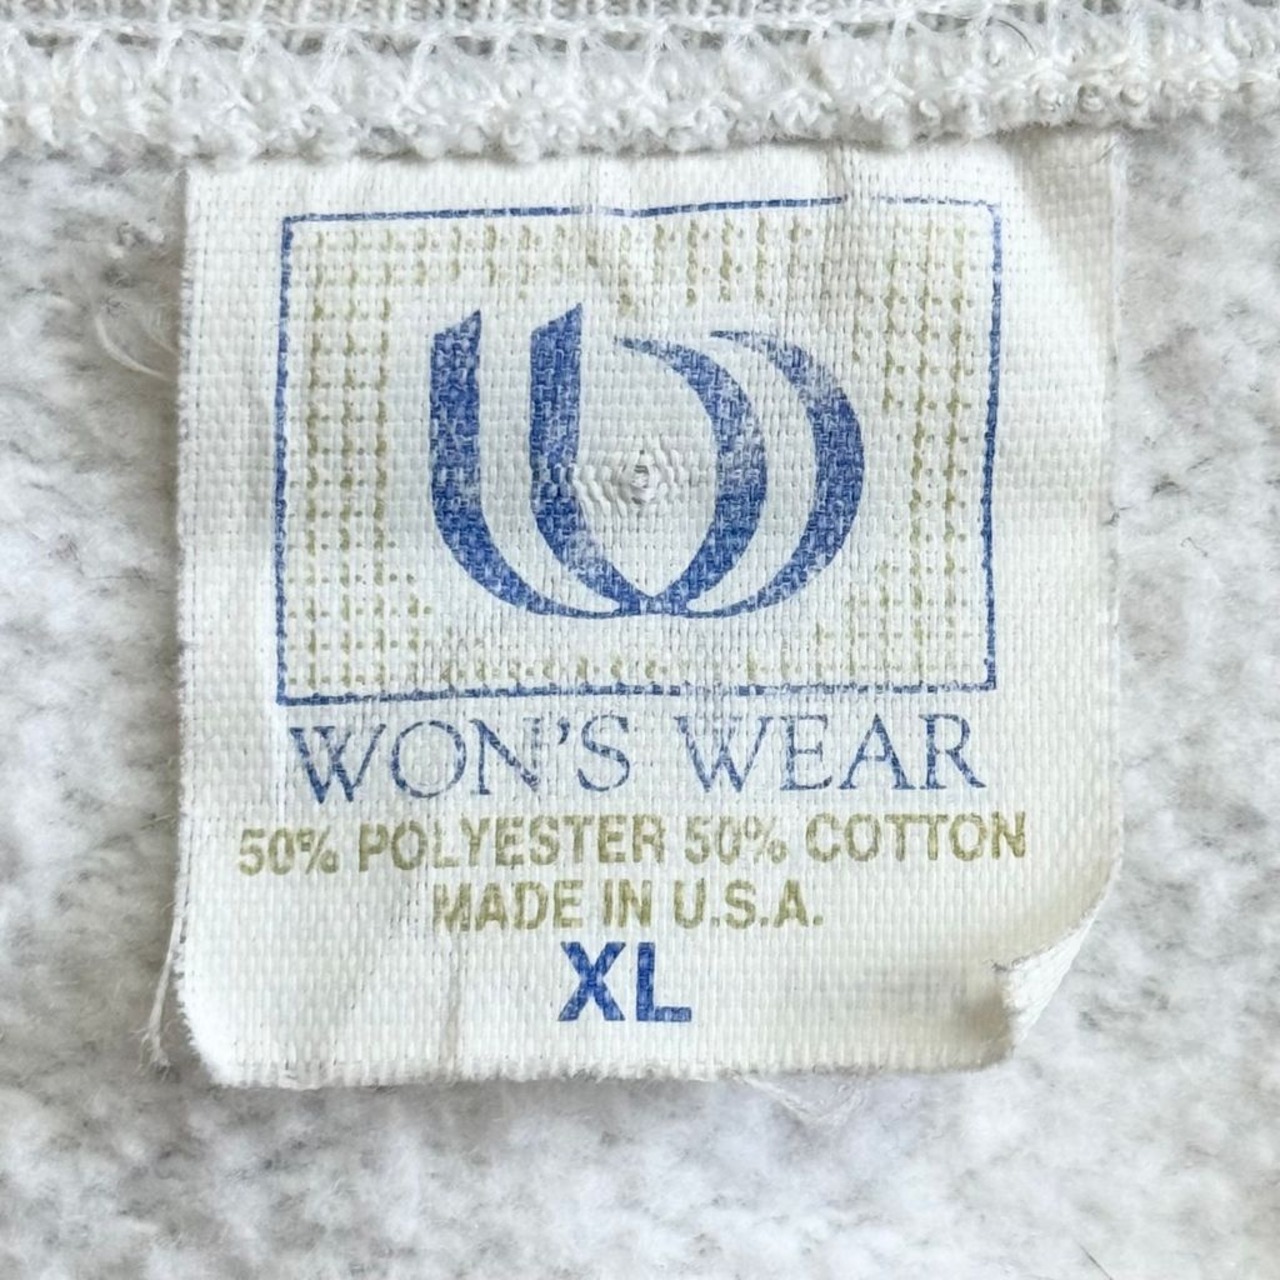 WON'S WEAR
50% POLYESTER 50% COTTON
MADE IN U.S.A.
XL